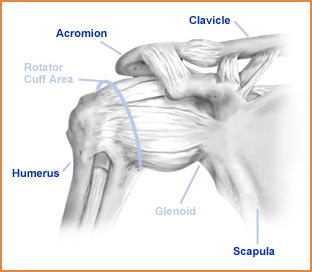 Clavicle
Acromion
Rotator
Cuff Area
Humerus
Glenoid
Scapula